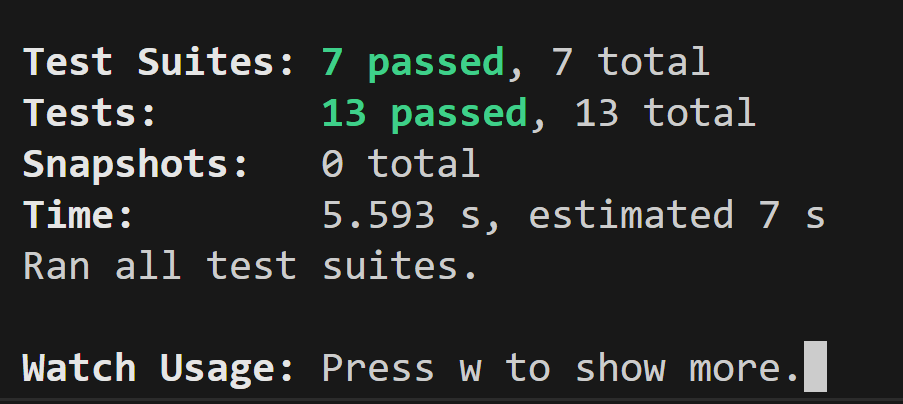 Test Suites: 7 passed, 7 total
Tests: 13 passed, 13 total
Snapshots: 0 total
Time: 5.593 s, estimated 7 s
Ran all test suites.
Watch Usage: Press w to show more.